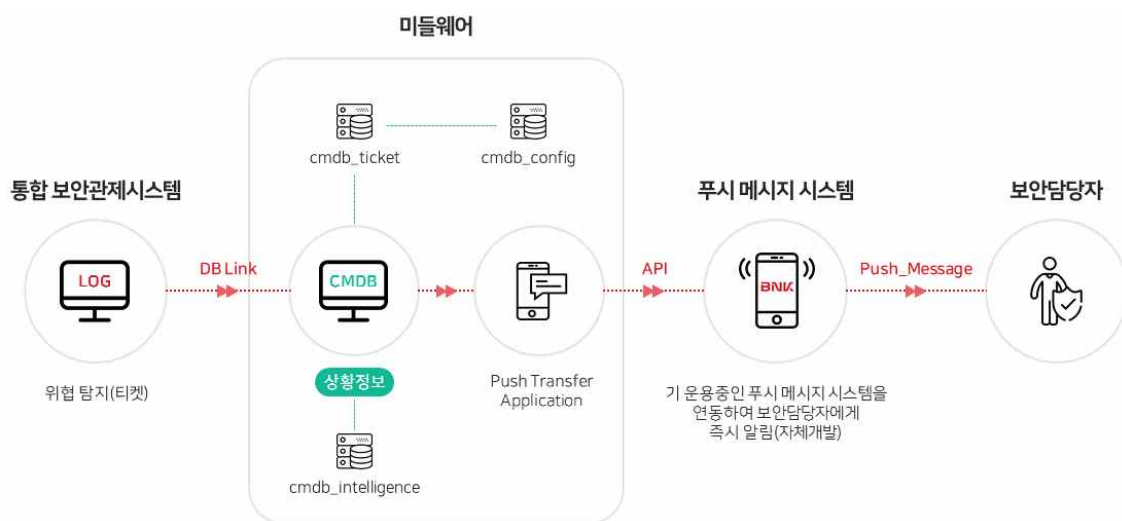 미들웨어
cmdb_ticket
cmdb_config
통합 보안관제시스템
푸시 메시지 시스템
보안담당자
LOG
DB Link
CMDB
API
BNK
Push_Message
위협 탐지(티켓)
상황정보
Push Transfer
Application
기 운용중인 푸시 메시지 시스템을
연동하여 보안담당자에게
즉시 알림(자체개발)
cmdb_intelligence